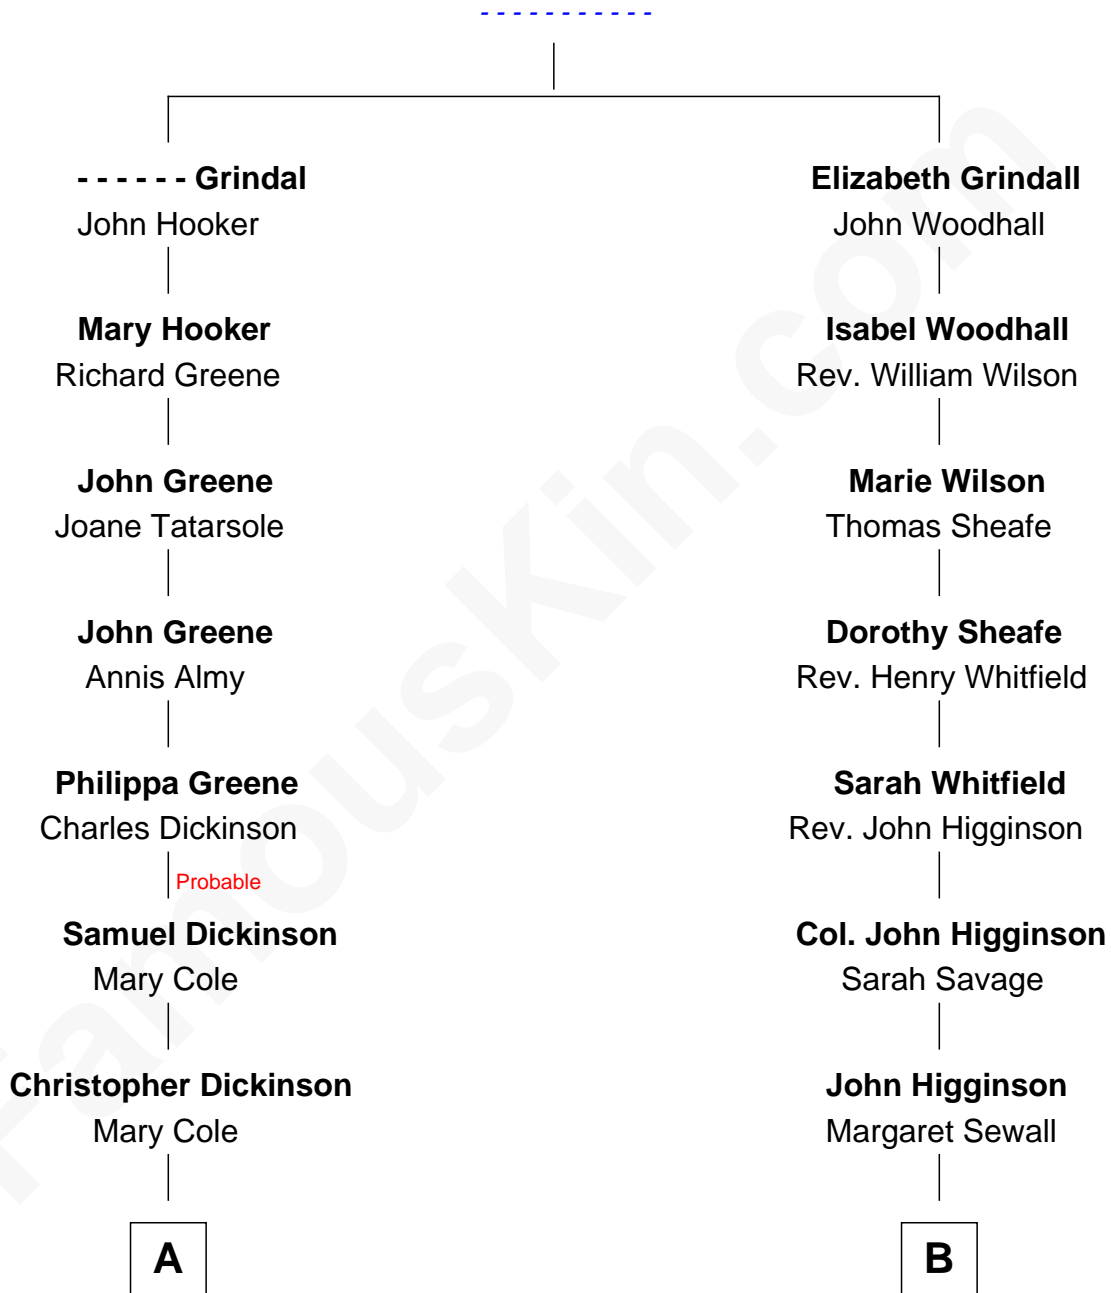 - - - - - - - - - - -
- - - - - - Grindal
John Hooker
Elizabeth Grindall
John Woodhall
Mary Hooker
Richard Greene
Isabel Woodhall
Rev. William Wilson
John Greene
Joane Tatarsole
Marie Wilson
Thomas Sheafe
John Greene
Annis Almy
Dorothy Sheafe
Rev. Henry Whitfield
Philippa Greene
Charles Dickinson
Sarah Whitfield
Rev. John Higginson
Probable
Samuel Dickinson
Mary Cole
Col. John Higginson
Sarah Savage
Christopher Dickinson
Mary Cole
John Higginson
Margaret Sewall
A
B
FamousKin.com